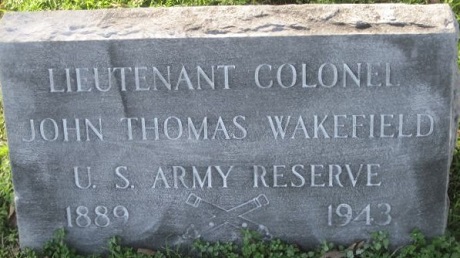 LIEUTENANT COLONEL
JOHN THOMAS WAKEFIELD
U. S. ARMY RESERVE
1889 1943